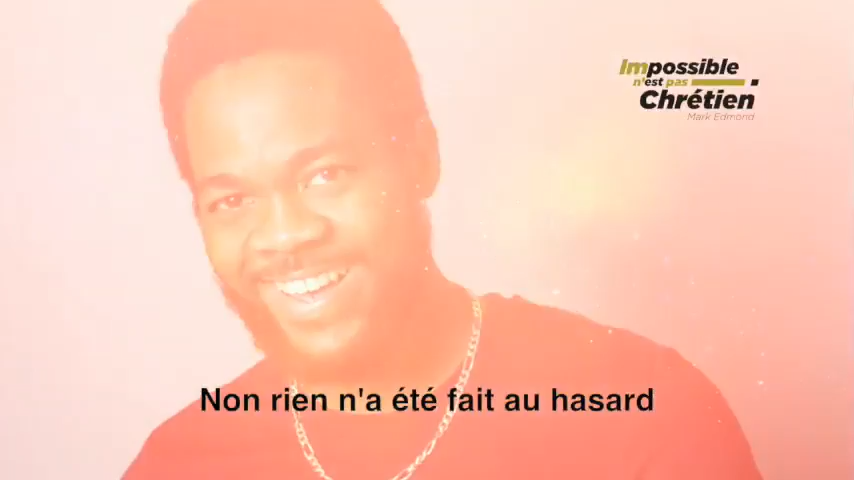 Impossible
n'est pas
Chrétien
Mark Edmond
Non rien n'a été fait au hasard